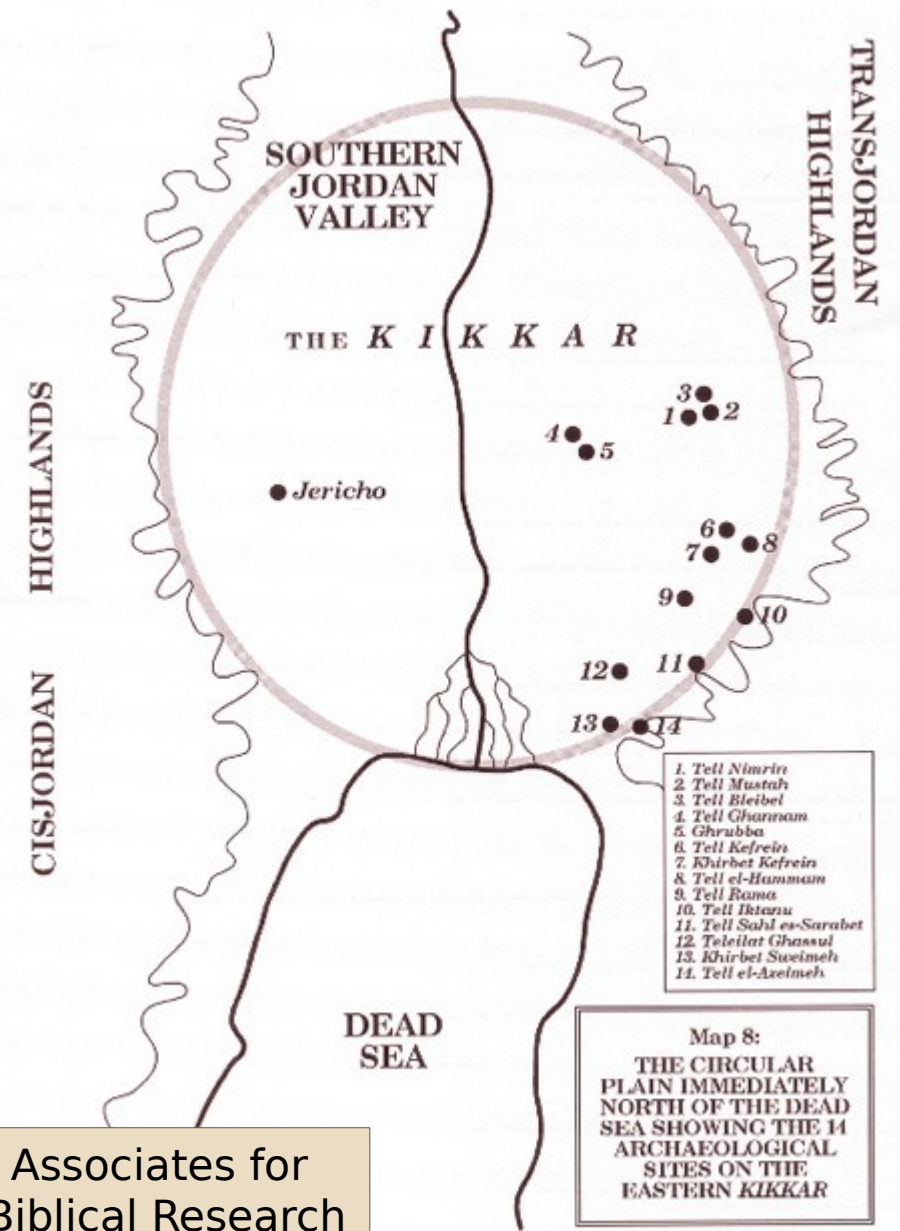 TRANSJORDAN
HIGHLANDS
SOUTHERN
JORDAN
VALLEY
THE KIKKAR
3
1
2
4
5
Jericho
6
8
7
9
10
12
11
13
14
HIGHLANDS
CISJORDAN
1. Tell Nimrin
2. Tell Mustah
3. Tell Bleibel
4. Tell Ghannam
5. Ghrubba
6. Tell Kefrein
7. Khirbet Kefrein
8. Tell el-Hammam
9. Tell Rama
10. Tell Iktanu
11. Tell Sahl es-Sarabet
12. Teleilat Ghassul
13. Khirbet Sweimeh
14. Tell el-Azeimeh
DEAD
SEA
Map 8:
THE CIRCULAR
PLAIN IMMEDIATELY
NORTH OF THE DEAD
SEA SHOWING THE 14
ARCHAEOLOGICAL
SITES ON THE
EASTERN KIKKAR
Associates for
Biblical Research